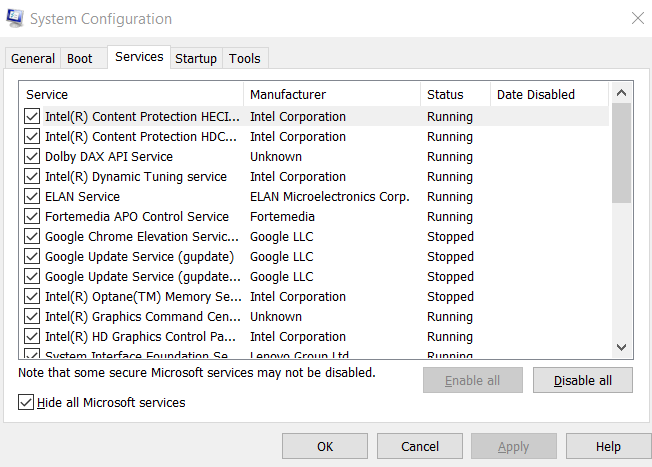 System Configuration
General Boot Services Startup Tools
Service Manufacturer Status Date Disabled
Intel(R) Content Protection HECI... Intel Corporation Running
Intel(R) Content Protection HDC... Intel Corporation Running
Dolby DAX API Service Unknown Running
Intel(R) Dynamic Tuning service Intel Corporation Running
ELAN Service ELAN Microelectronics Corp. Running
Fortemedia APO Control Service Fortemedia Running
Google Chrome Elevation Servic... Google LLC Stopped
Google Update Service (gupdate) Google LLC Stopped
Google Update Service (gupdate... Google LLC Stopped
Intel(R) Optane(TM) Memory Se... Intel Corporation Stopped
Intel(R) Graphics Command Cen... Unknown Running
Intel(R) HD Graphics Control Pa... Intel Corporation Running
System Interface Foundation Se... Lenovo Group Ltd. Running
Note that some secure Microsoft services may not be disabled.
Enable all Disable all
Hide all Microsoft services
OK Cancel Apply Help